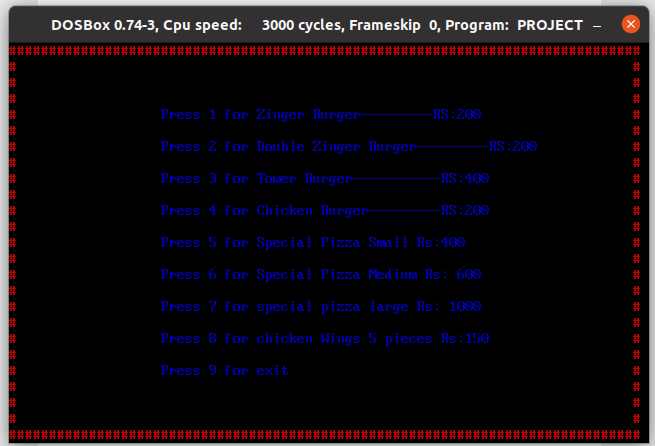 DOSBox 0.74-3, Cpu speed: 3000 cycles, Frameskip 0, Program: PROJECT
Press 1 for Zinger Burger---------RS:200
Press 2 for Double Zinger Burger---------RS:200
Press 3 for Tower Burger-----------RS:400
Press 4 for Chicken Burger---------RS:200
Press 5 for Special Pizza Small Rs:400
Press 6 for Special Pizza Medium Rs: 600
Press 7 for special pizza large Rs: 1000
Press 8 for chicken Wings 5 pieces Rs:150
Press 9 for exit